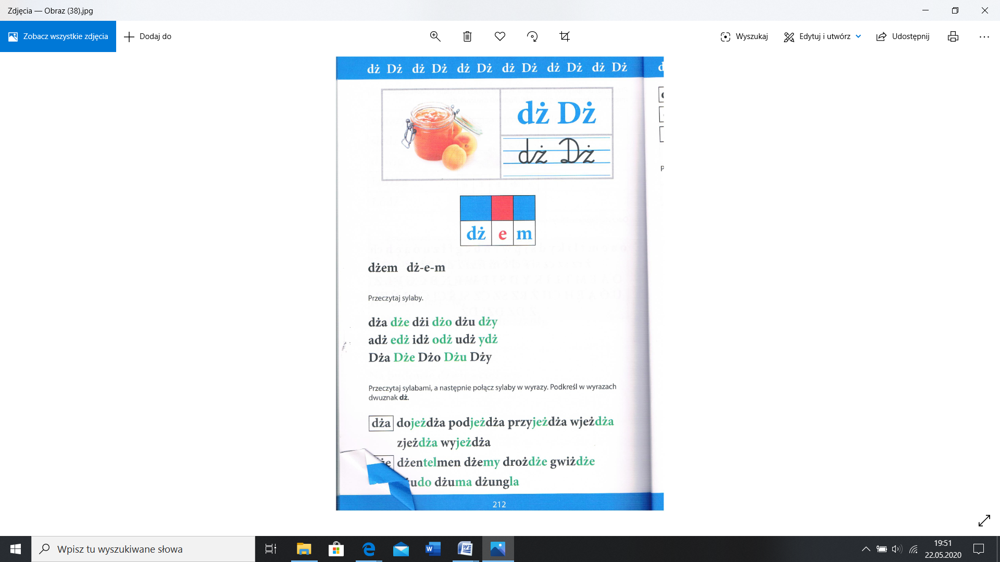 Zdjęcia — Obraz (38).jpg
Zobacz wszystkie zdjęcia Dodaj do Wyszukaj Edytuj i utwórz Udostępnij
dż Dż dż Dż dż Dż dż Dż dż Dż dż Dż
dż Dż
dż Dż
dż e m
dżem dż-e-m
Przeczytaj sylaby.
dża dże dżi dżo dżu dży
adż edż idż odż udż ydż
Dża Dże Dżo Dżu Dży
Przeczytaj sylabami, a następnie połącz sylaby w wyrazy. Podkreśl w wyrazach
dwuznak dż.
dża dojeżdża podjeżdża przyjeżdża wjeżdża
zjeżdża wyjeżdża
dżentelmen dżemy drożdże gwiżdże
dżuma dżungla
212
Wpisz tu wyszukiwane słowa
19:51
22.05.2020